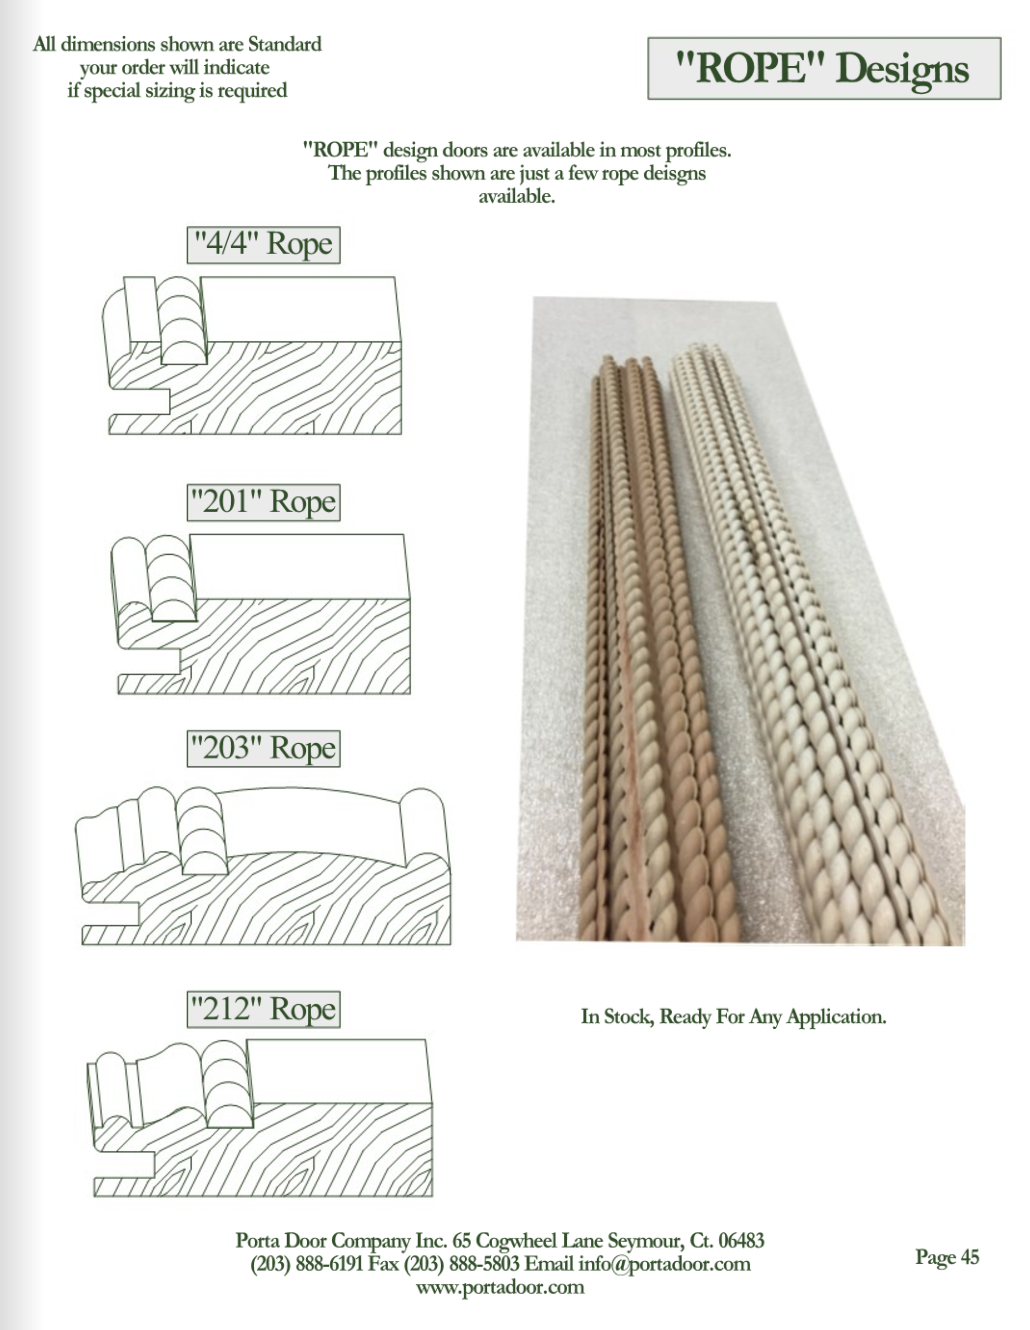 All dimensions shown are Standard
your order will indicate
if special sizing is required
"ROPE" Designs
"ROPE" design doors are available in most profiles.
The profiles shown are just a few rope deisgns
available.
"4/4" Rope
"201" Rope
"203" Rope
"212" Rope
In Stock, Ready For Any Application.
Porta Door Company Inc. 65 Cogwheel Lane Seymour, Ct. 06483
(203) 888-6191 Fax (203) 888-5803 Email info@portadoor.com
www.portadoor.com
Page 45